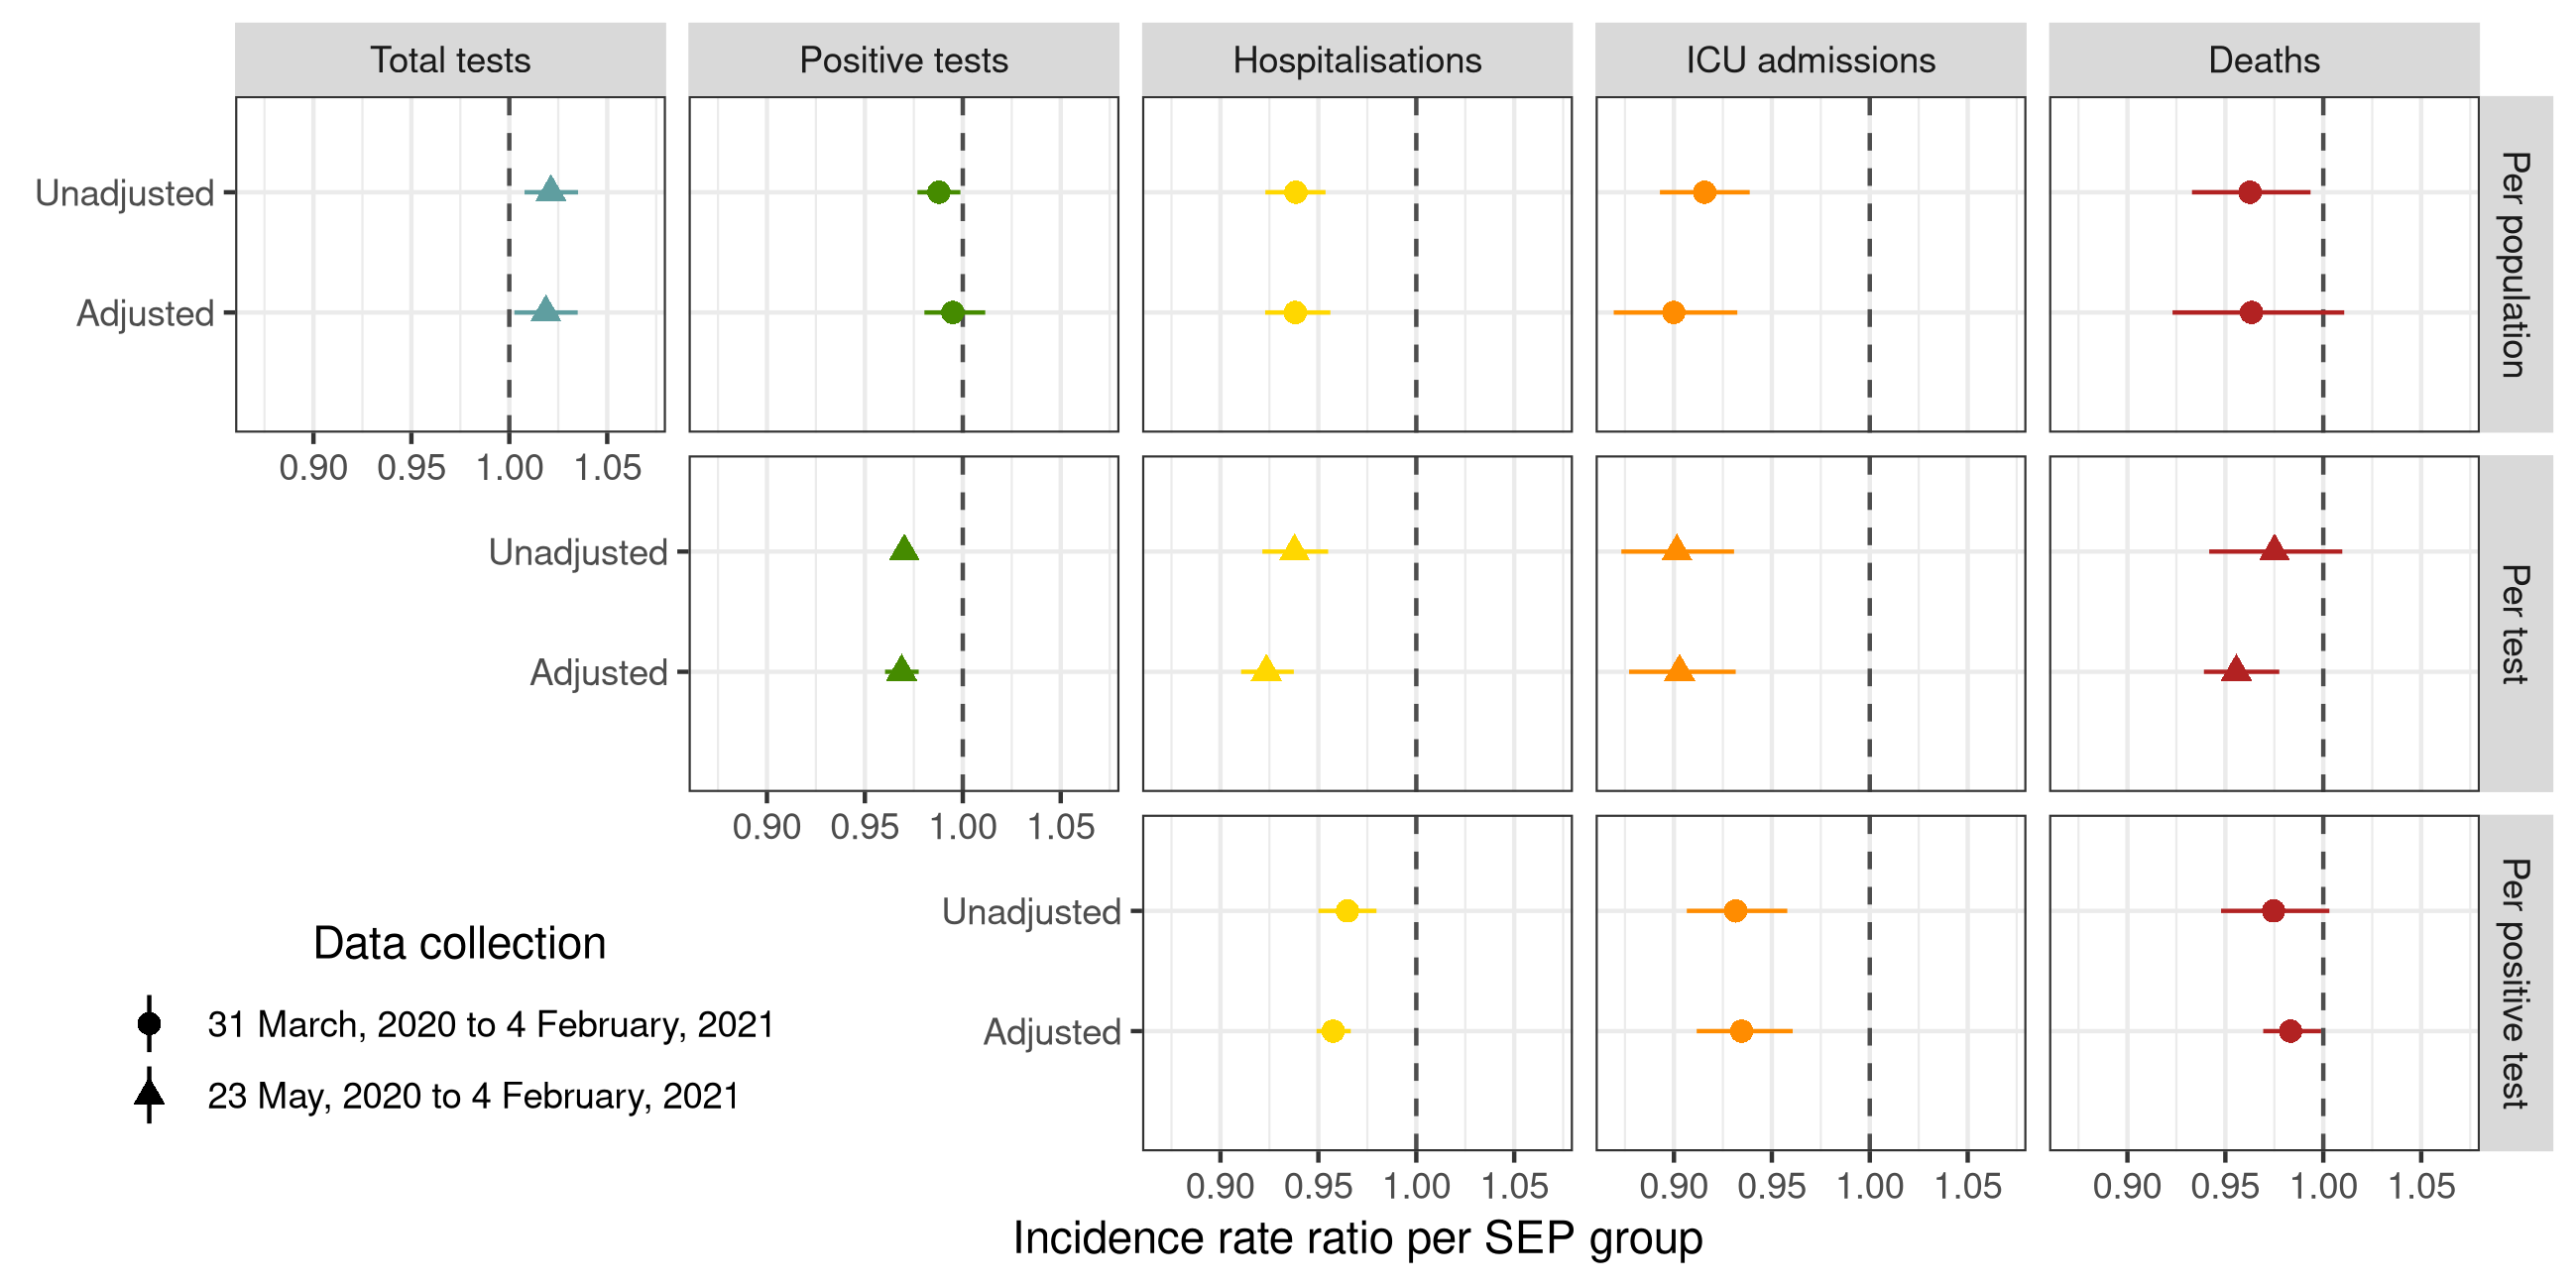 Total tests
Positive tests
Hospitalisations
ICU admissions
Deaths
Unadjusted
Adjusted
Per population
0.90 0.95 1.00 1.05
Unadjusted
Adjusted
Per test
0.90 0.95 1.00 1.05
Unadjusted
Adjusted
Per positive test
0.90 0.95 1.00 1.05
0.90 0.95 1.00 1.05
0.90 0.95 1.00 1.05
Incidence rate ratio per SEP group
Data collection
31 March, 2020 to 4 February, 2021
23 May, 2020 to 4 February, 2021